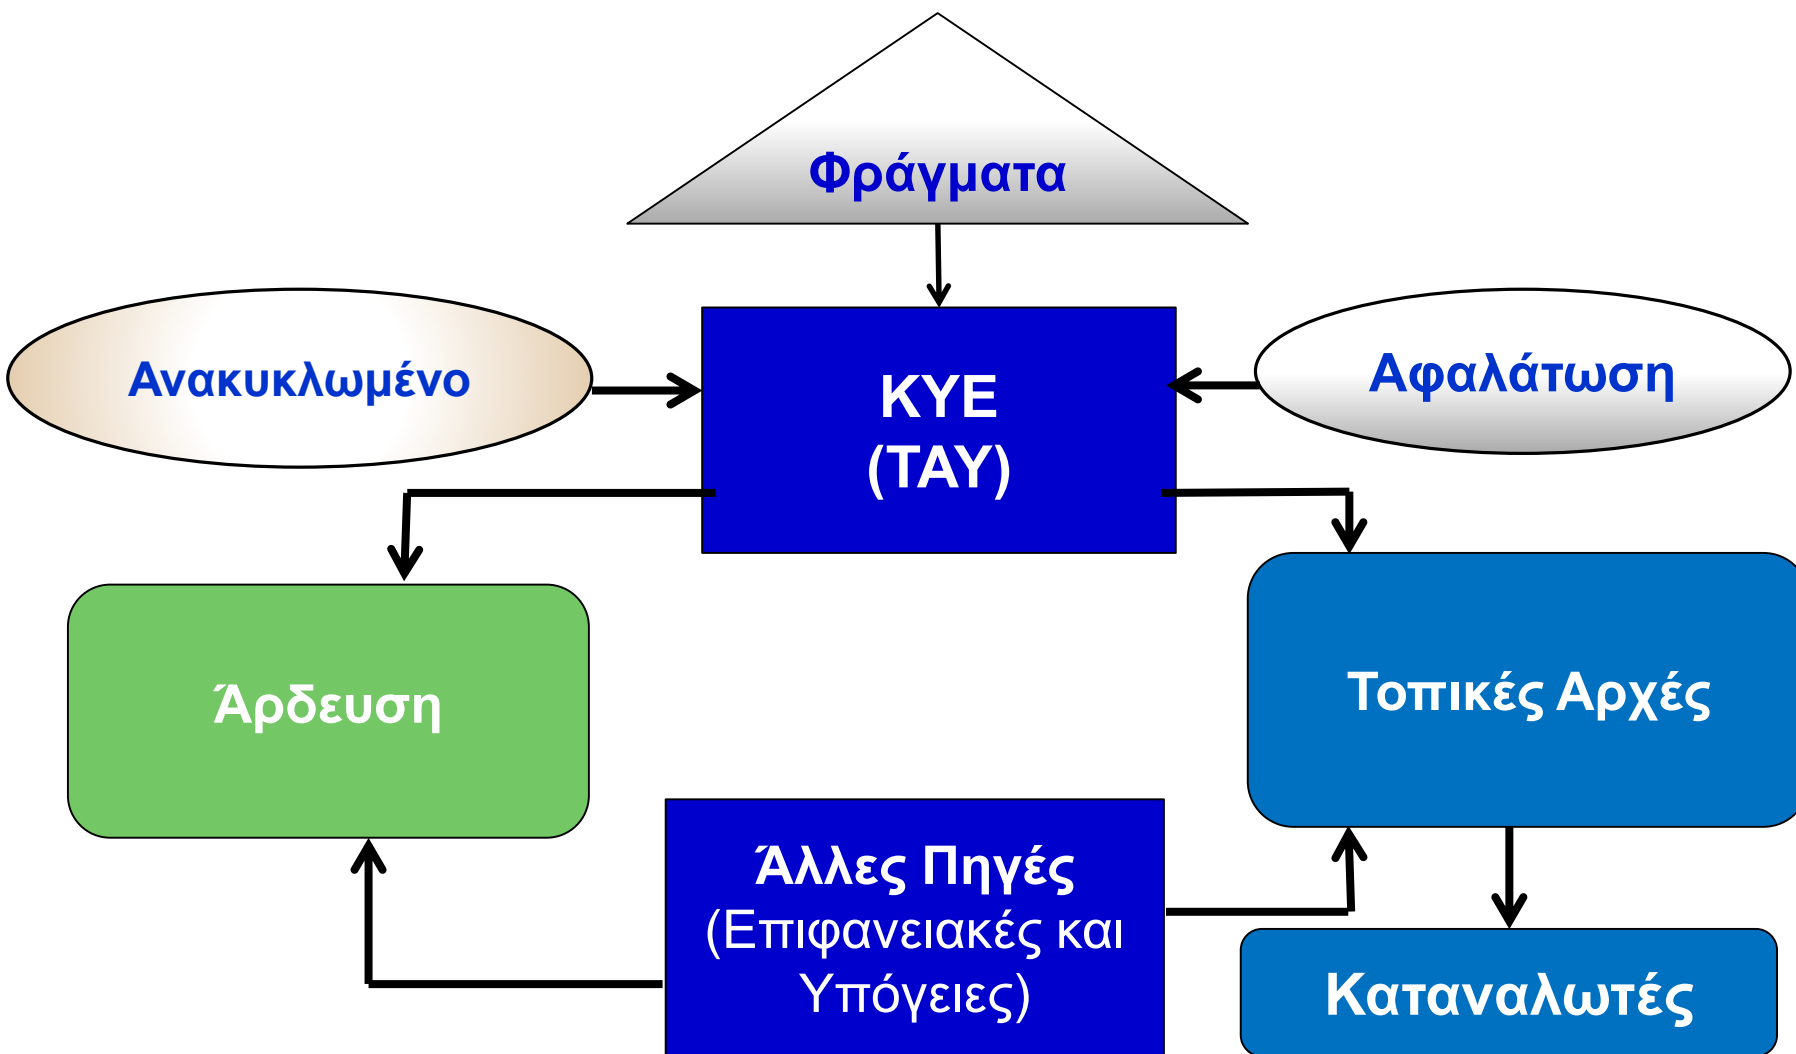 Φράγματα
Ανακυκλωμένο
ΚΥΕ
(ΤΑΥ)
Αφαλάτωση
Άρδευση
Τοπικές Αρχές
Άλλες Πηγές
(Επιφανειακές και
Υπόγειες)
Καταναλωτές